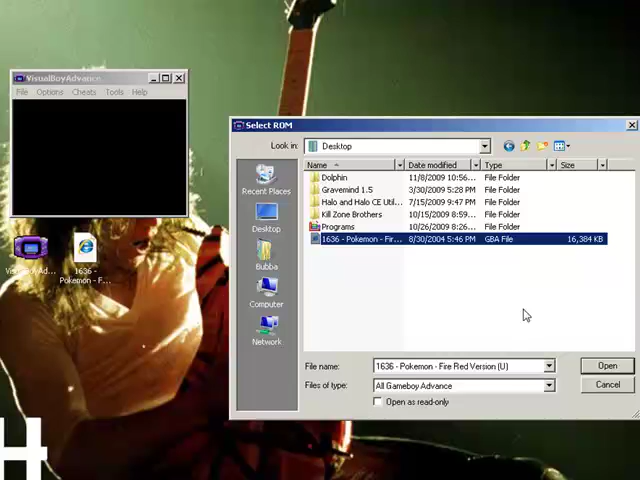 VisualBoyAdvance
File Options Cheats Tools Help
Select ROM
Look in: Desktop
Name Date modified Type Size
Dolphin 11/8/2009 10:56... File Folder
Gravemind 1.5 3/30/2009 5:28 PM File Folder
Halo and Halo CE Util... 7/15/2009 9:47 PM File Folder
Kill Zone Brothers 10/15/2009 8:59... File Folder
Programs 10/26/2009 8:26... File Folder
1636 - Pokemon - Fir... 8/30/2004 5:46 PM GBA File 16,384 KB
Recent Places
Desktop
Bubba
Computer
Network
VisualBoyAd...
1636 -
Pokemon - F...
File name: 1636 - Pokemon - Fire Red Version (U) Open
Files of type: All Gameboy Advance Cancel
Open as read-only
H